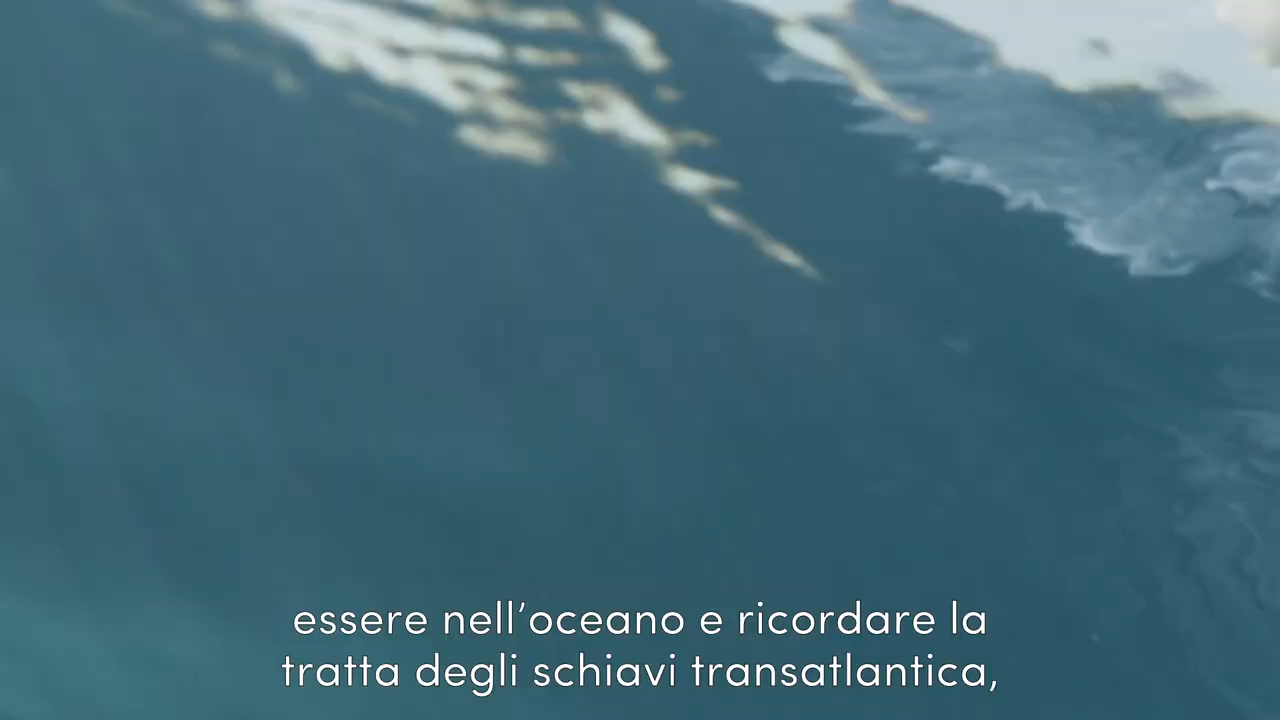 essere nell’oceano e ricordare la
tratta degli schiavi transatlantica,